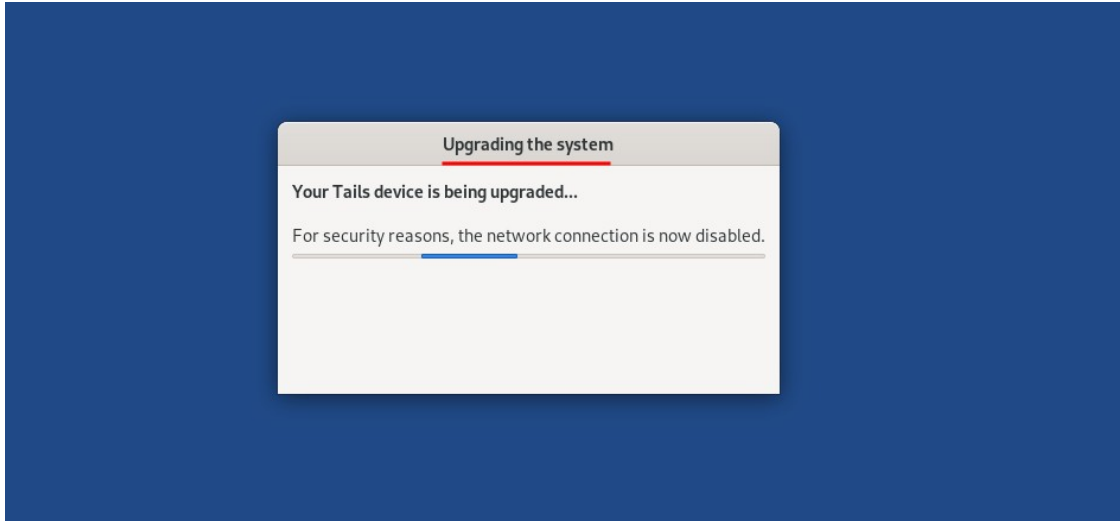 Upgrading the system
Your Tails device is being upgraded...
For security reasons, the network connection is now disabled.